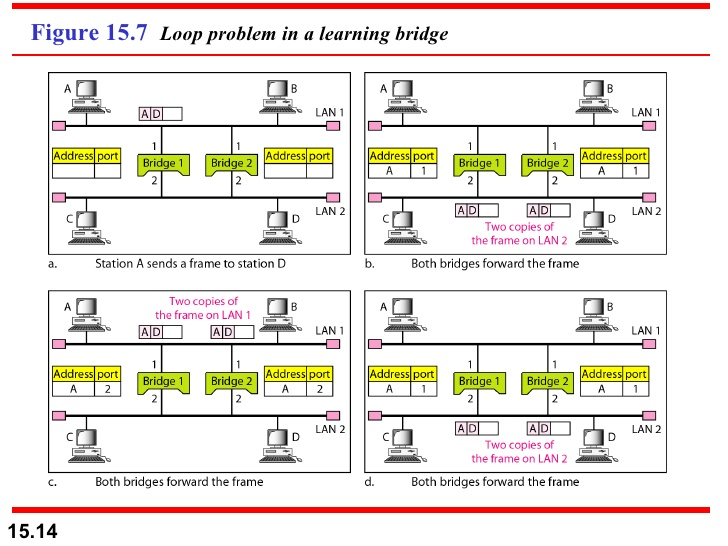 Figure 15.7 Loop problem in a learning bridge
A
B
A D
LAN 1
1
1
Address port
Bridge 1
Bridge 2
Address port
2
2
LAN 2
C
D
a. Station A sends a frame to station D
A
B
LAN 1
1
1
Address port
A 1
Bridge 1
Bridge 2
Address port
A 1
2
2
A D
A D
LAN 2
C
D
Two copies of
the frame on LAN 2
b. Both bridges forward the frame
Two copies of
the frame on LAN 1
A
B
A D
A D
LAN 1
1
1
Address port
A 2
Bridge 1
Bridge 2
Address port
A 2
2
2
LAN 2
C
D
c. Both bridges forward the frame
A
B
LAN 1
1
1
Address port
A 1
Bridge 1
Bridge 2
Address port
A 1
2
2
A D
A D
LAN 2
C
D
Two copies of
the frame on LAN 2
d. Both bridges forward the frame
15.14